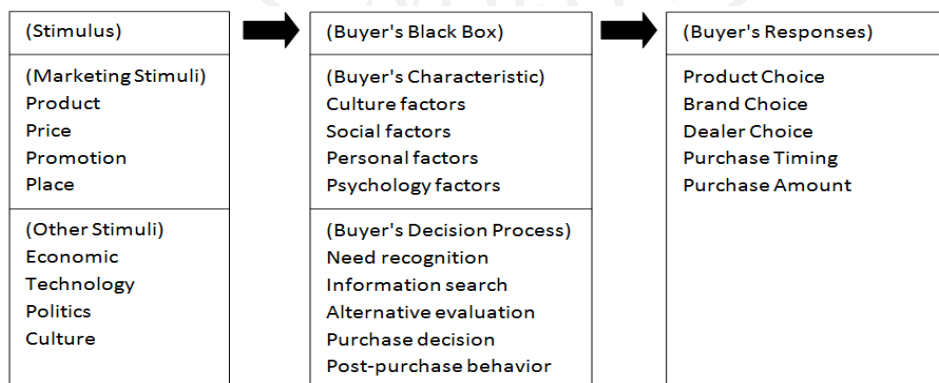 (Stimulus)
(Marketing Stimuli)
Product
Price
Promotion
Place
(Other Stimuli)
Economic
Technology
Politics
Culture
(Buyer's Black Box)
(Buyer's Characteristic)
Culture factors
Social factors
Personal factors
Psychology factors
(Buyer's Decision Process)
Need recognition
Information search
Alternative evaluation
Purchase decision
Post-purchase behavior
(Buyer's Responses)
Product Choice
Brand Choice
Dealer Choice
Purchase Timing
Purchase Amount